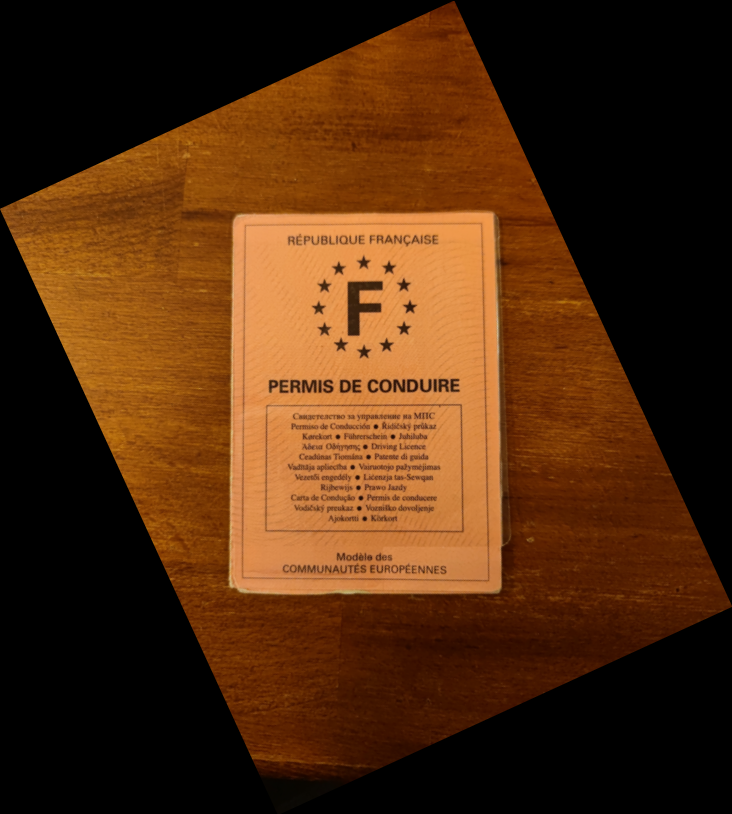 RÉPUBLIQUE FRANÇAISE
F
PERMIS DE CONDUIRE
Свидетелство за управление на МПС
Permiso de Conducción ● Řidičský průkaz
Kørekort ● Führerschein ● Juhiluba
Άδεια Οδήγησης ● Driving Licence
Ceadúnas Tiomána ● Patente di guida
Vadītāja apliecība ● Vairuotojo pažymėjimas
Vezetői engedély ● Liċenzja tas-Sewqan
Rijbewijs ● Prawo Jazdy
Carta de Condução ● Permis de conducere
Vodičský preukaz ● Vozniško dovoljenje
Ajokortti ● Körkort
Modèle des
COMMUNAUTÉS EUROPÉENNES